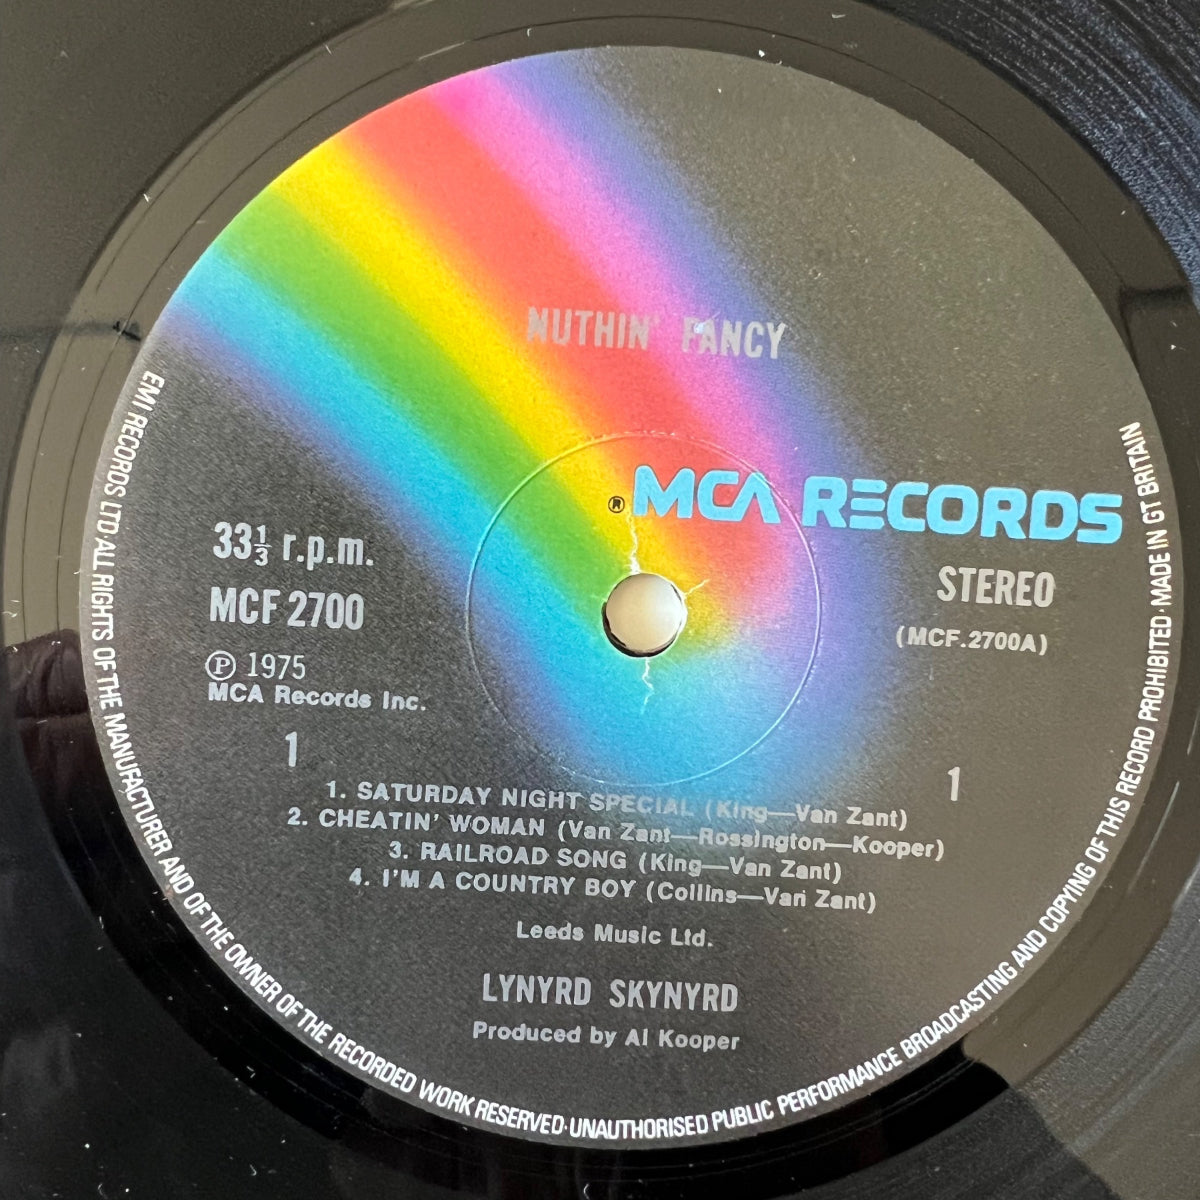 NUTHIN' FANCY
® MCA RECORDS
33⅓ r.p.m.
MCF 2700
Ⓟ 1975
MCA Records Inc.
STEREO
(MCF.2700A)
1
1
1. SATURDAY NIGHT SPECIAL (King—Van Zant)
2. CHEATIN' WOMAN (Van Zant—Rossington—Kooper)
3. RAILROAD SONG (King—Van Zant)
4. I'M A COUNTRY BOY (Collins—Van Zant)
Leeds Music Ltd.
LYNYRD SKYNYRD
Produced by Al Kooper
EMI RECORDS LTD·ALL RIGHTS OF THE MANUFACTURER AND OF THE OWNER OF THE RECORDED WORK RESERVED·UNAUTHORISED PUBLIC PERFORMANCE BROADCASTING AND COPYING OF THIS RECORD PROHIBITED·MADE IN GT BRITAIN